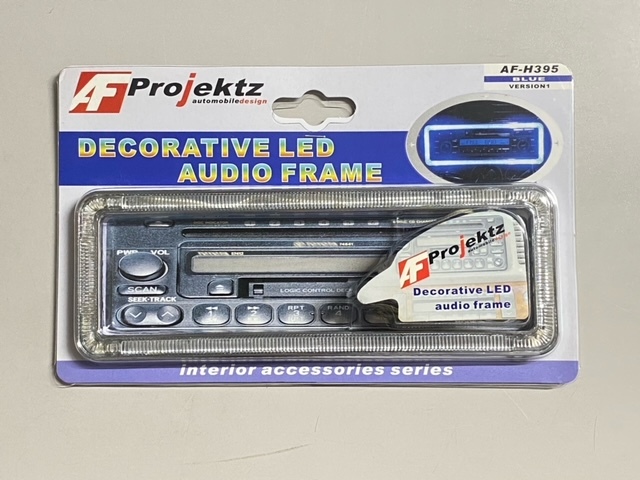 AF Projektz
automobiledesign
AF-H395
BLUE
VERSION1
DECORATIVE LED
AUDIO FRAME
PWR VOL
SCAN
SEEK-TRACK
LOGIC CONTROL DECK
RPT
RAND
AF Projektz
automobiledesign
Decorative LED
audio frame
interior accessories series